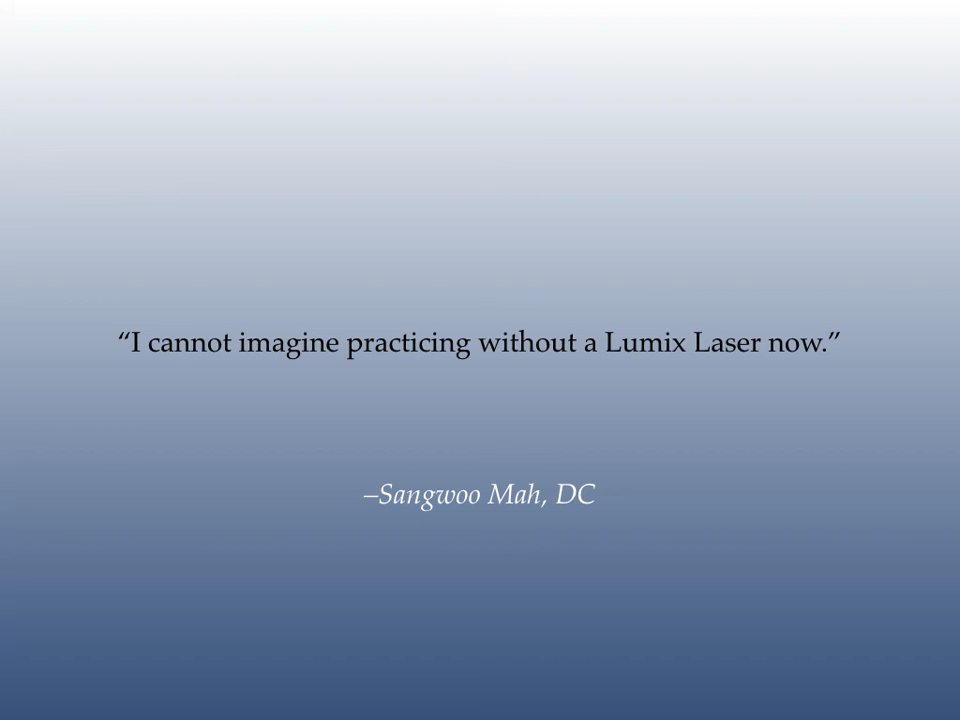 “I cannot imagine practicing without a Lumix Laser now.”
–Sangwoo Mah, DC